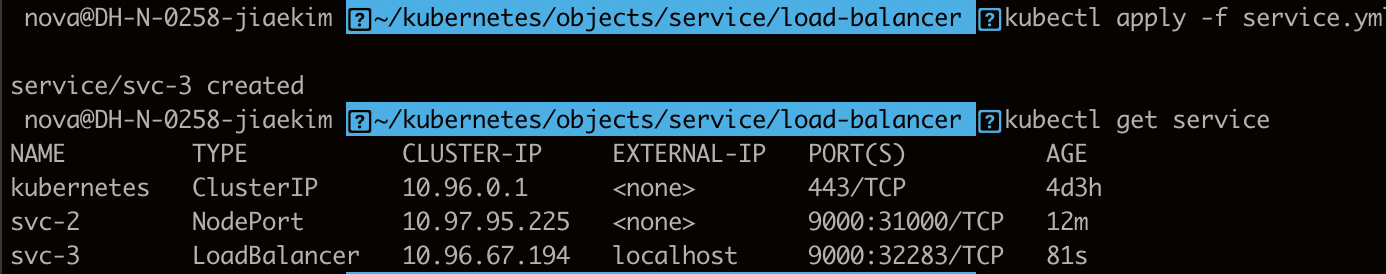 nova@DH-N-0258-jiaekim ?~/kubernetes/objects/service/load-balancer ?kubectl apply -f service.yml
service/svc-3 created
nova@DH-N-0258-jiaekim ?~/kubernetes/objects/service/load-balancer ?kubectl get service
NAME TYPE CLUSTER-IP EXTERNAL-IP PORT(S) AGE
kubernetes ClusterIP 10.96.0.1 <none> 443/TCP 4d3h
svc-2 NodePort 10.97.95.225 <none> 9000:31000/TCP 12m
svc-3 LoadBalancer 10.96.67.194 localhost 9000:32283/TCP 81s